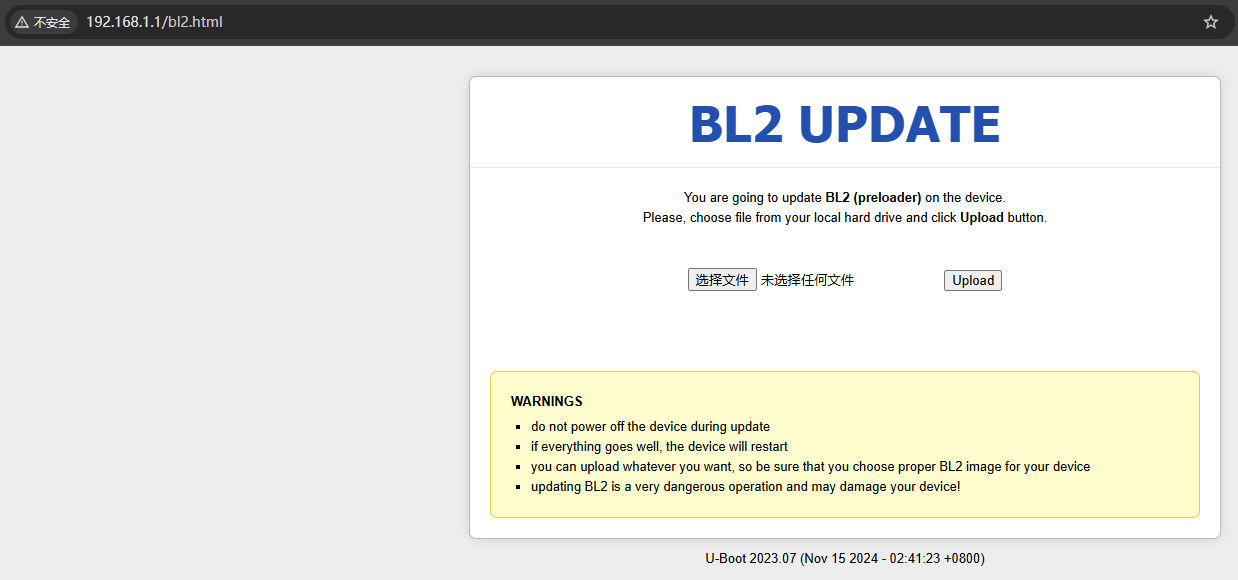 不安全 192.168.1.1/bl2.html
BL2 UPDATE
You are going to update BL2 (preloader) on the device.
Please, choose file from your local hard drive and click Upload button.
选择文件 未选择任何文件 Upload
WARNINGS
do not power off the device during update
if everything goes well, the device will restart
you can upload whatever you want, so be sure that you choose proper BL2 image for your device
updating BL2 is a very dangerous operation and may damage your device!
U-Boot 2023.07 (Nov 15 2024 - 02:41:23 +0800)